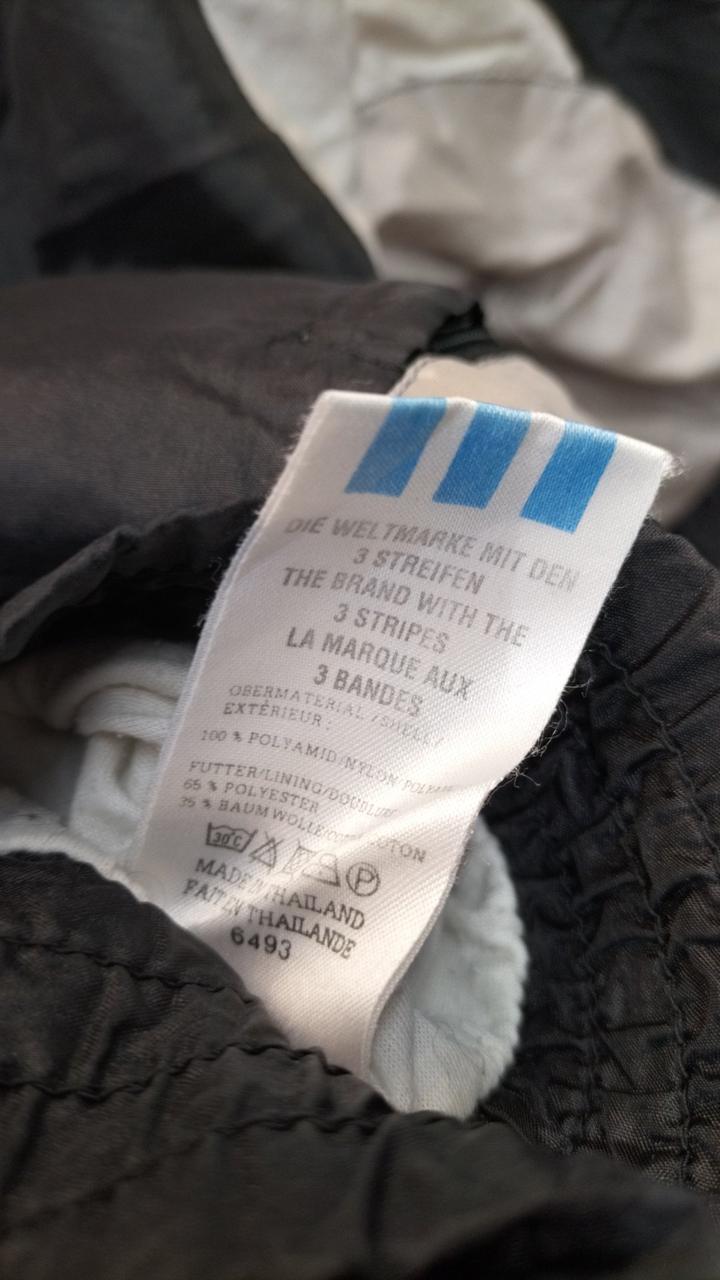 DIE WELTMARKE MIT DEN
3 STREIFEN
THE BRAND WITH THE
3 STRIPES
LA MARQUE AUX
3 BANDES
OBERMATERIAL/SHELL/
EXTÉRIEUR:
100 % POLYAMID/NYLON
FUTTER/LINING/DOUBLURE
65 % POLYESTER
35 % BAUMWOLLE/
30°C P
MADE IN THAILAND
FAIT EN THAILANDE
6493